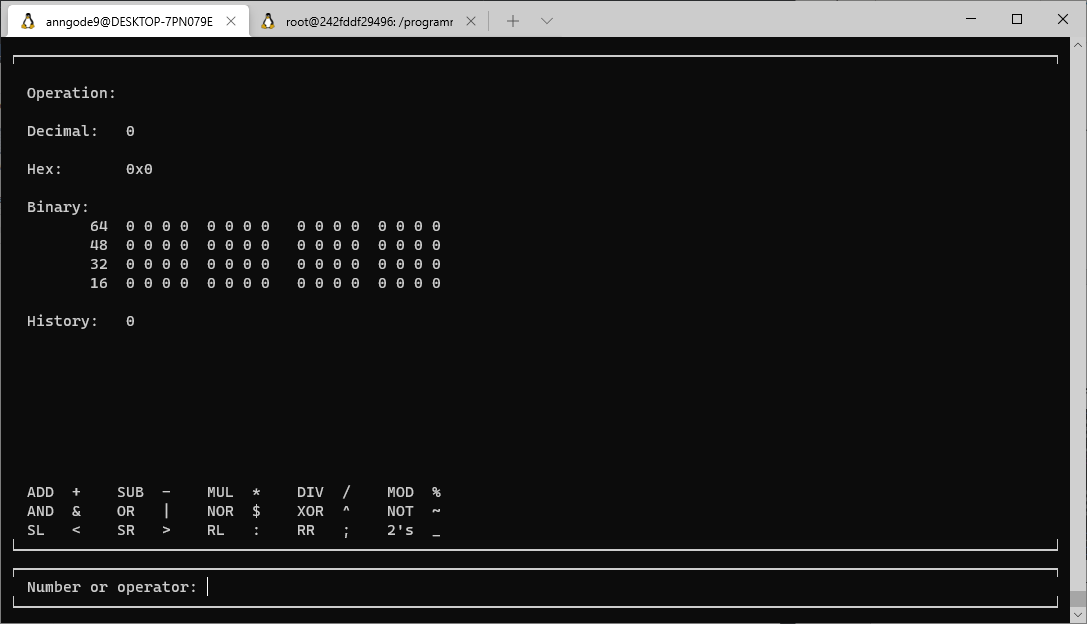 anngode9@DESKTOP-7PN079E root@242fddf29496: /programm
Operation:
Decimal: 0
Hex: 0x0
Binary:
64 0 0 0 0 0 0 0 0 0 0 0 0 0 0 0 0
48 0 0 0 0 0 0 0 0 0 0 0 0 0 0 0 0
32 0 0 0 0 0 0 0 0 0 0 0 0 0 0 0 0
16 0 0 0 0 0 0 0 0 0 0 0 0 0 0 0 0
History: 0
ADD + SUB - MUL * DIV / MOD %
AND & OR | NOR $ XOR ^ NOT ~
SL < SR > RL : RR ; 2's _
Number or operator: